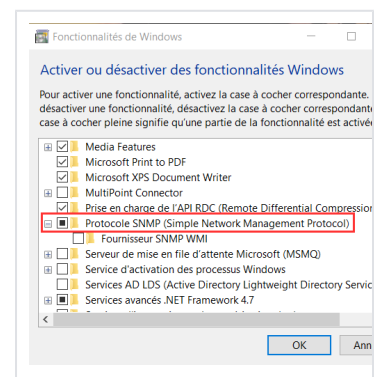 Fonctionnalités de Windows
Activer ou désactiver des fonctionnalités Windows
Pour activer une fonctionnalité, activez la case à cocher correspondante.
désactiver une fonctionnalité, désactivez la case à cocher correspondante
case à cocher pleine signifie qu'une partie de la fonctionnalité est activée
Media Features
Microsoft Print to PDF
Microsoft XPS Document Writer
MultiPoint Connector
Prise en charge de l'API RDC (Remote Differential Compression
Protocole SNMP (Simple Network Management Protocol)
Fournisseur SNMP WMI
Serveur de mise en file d'attente Microsoft (MSMQ)
Service d'activation des processus Windows
Services AD LDS (Active Directory Lightweight Directory Servic
Services avancés .NET Framework 4.7
OK
Ann